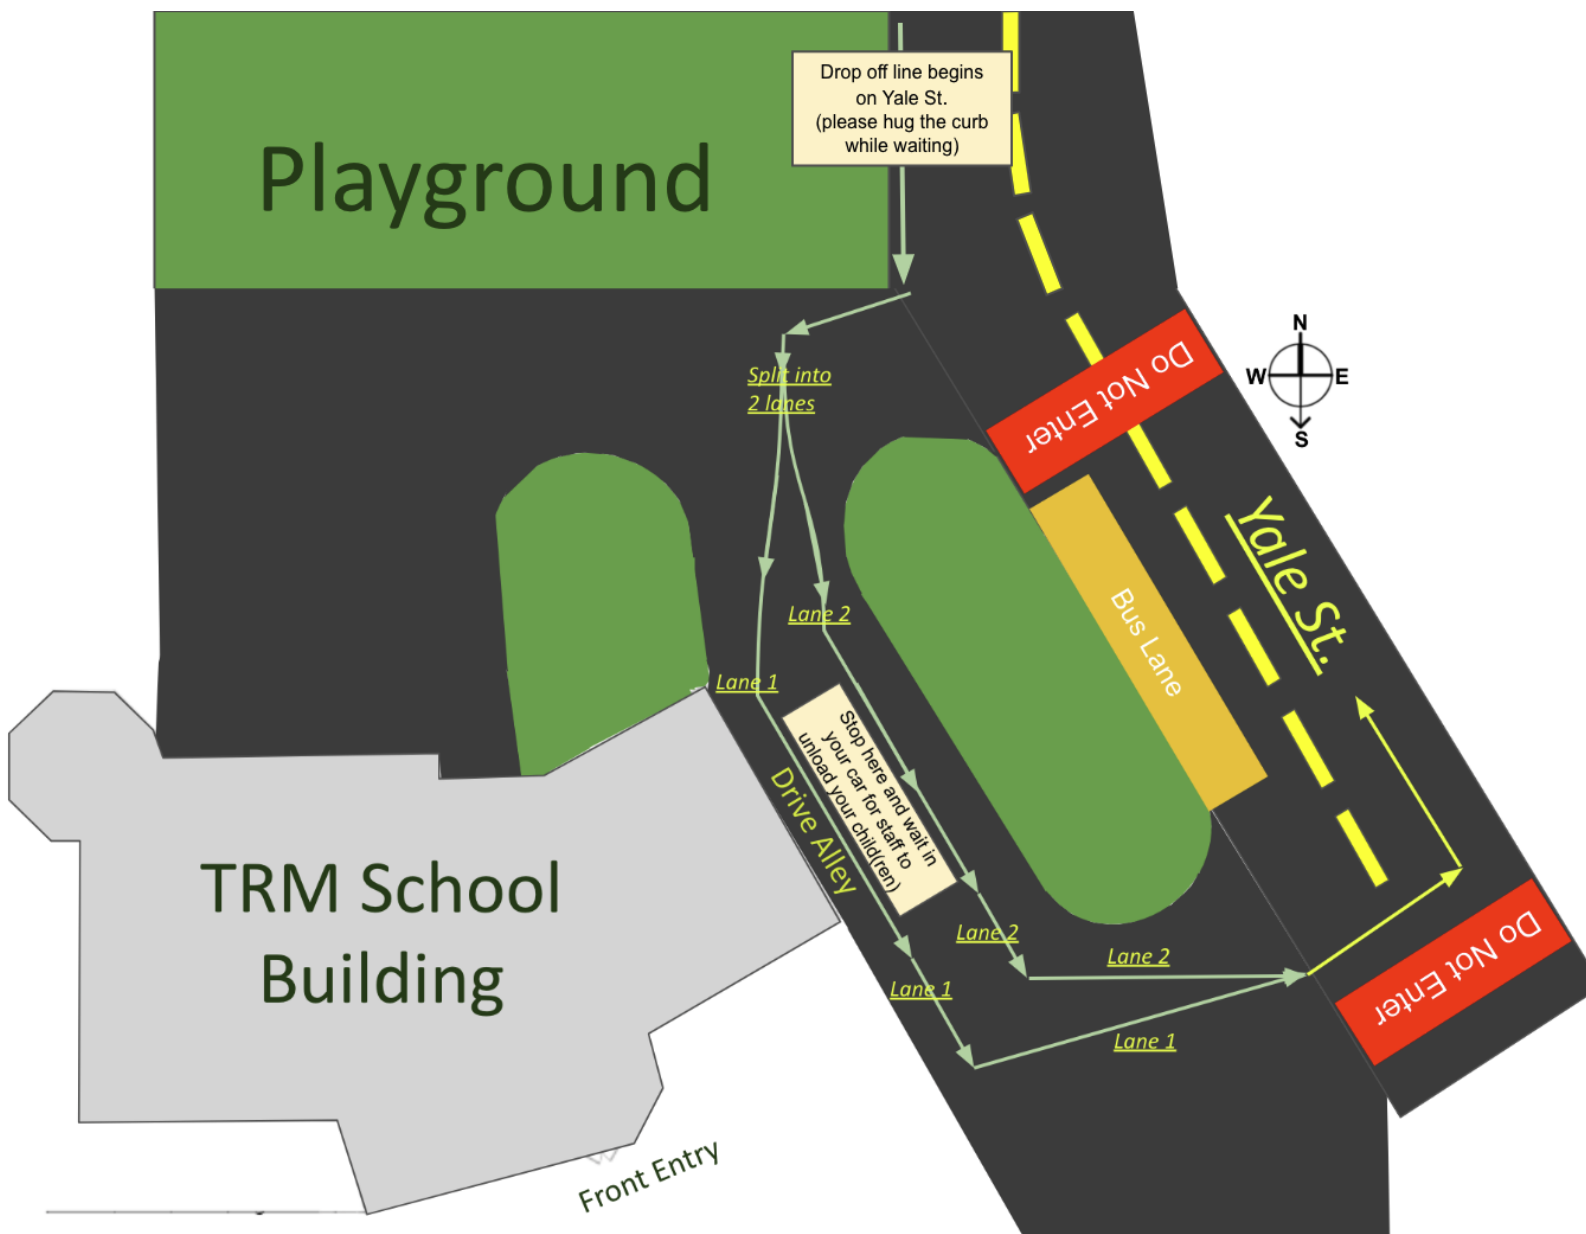 Drop off line begins
on Yale St.
(please hug the curb
while waiting)
Playground
N
W
E
S
Do Not Enter
Split into
2 lanes
Yale St.
Bus Lane
Lane 2
Lane 1
Stop here and wait in
your car for staff to
unload your child(ren)
Drive Alley
TRM School
Building
Lane 2
Lane 2
Lane 1
Lane 1
Do Not Enter
Front Entry